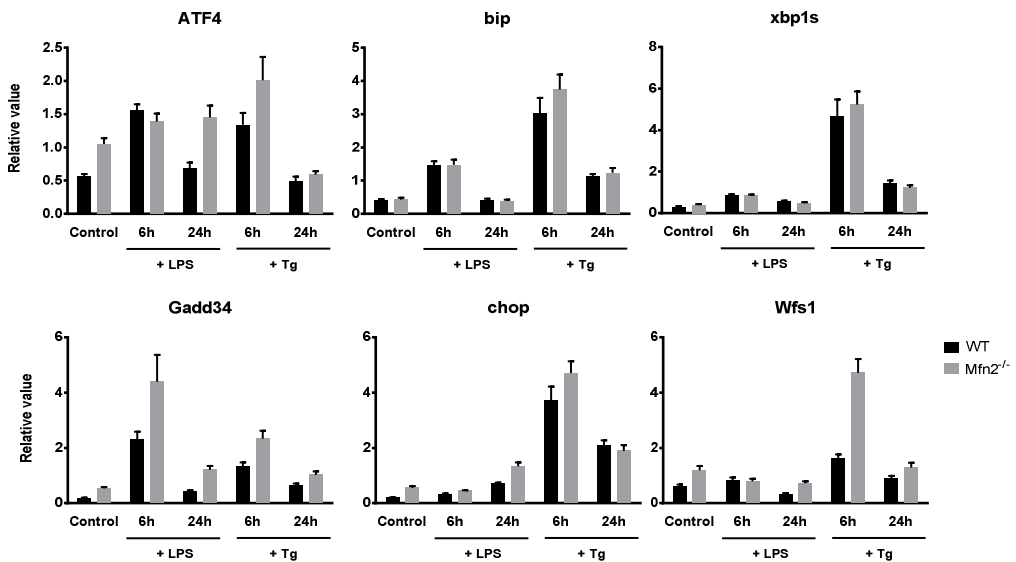 ATF4 bip xbp1s
Relative value
2.5 5 8
2.0 4 6
1.5 3 4
1.0 2 2
0.5 1 0
0.0 0
Control 6h 24h 6h 24h Control 6h 24h 6h 24h Control 6h 24h 6h 24h
+ LPS + Tg + LPS + Tg + LPS + Tg
Gadd34 chop Wfs1
Relative value
6 6 6
4 4 4
2 2 2
0 0 0
WT
Mfn2-/-
Control 6h 24h 6h 24h Control 6h 24h 6h 24h Control 6h 24h 6h 24h
+ LPS + Tg + LPS + Tg + LPS + Tg